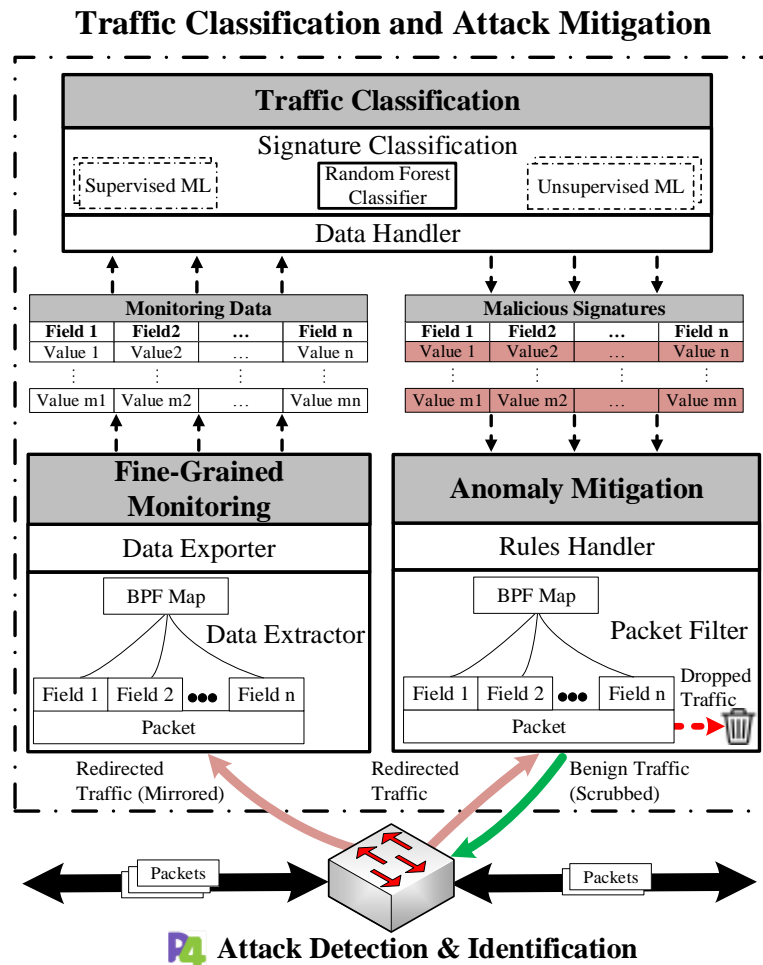 Traffic Classification and Attack Mitigation
Traffic Classification
Signature Classification
Supervised ML
Random Forest
Classifier
Unsupervised ML
Data Handler
Monitoring Data
Field 1 Field2 ... Field n
Value 1 Value2 ... Value n
Value m1 Value m2 ... Value mn
Malicious Signatures
Field 1 Field2 ... Field n
Value 1 Value2 ... Value n
Value m1 Value m2 ... Value mn
Fine-Grained
Monitoring
Data Exporter
BPF Map
Data Extractor
Field 1 Field 2 ●●● Field n
Packet
Anomaly Mitigation
Rules Handler
BPF Map
Packet Filter
Field 1 Field 2 ●●● Field n
Packet
Dropped
Traffic
Redirected
Traffic (Mirrored)
Redirected
Traffic
Benign Traffic
(Scrubbed)
Packets
Packets
P4 Attack Detection & Identification